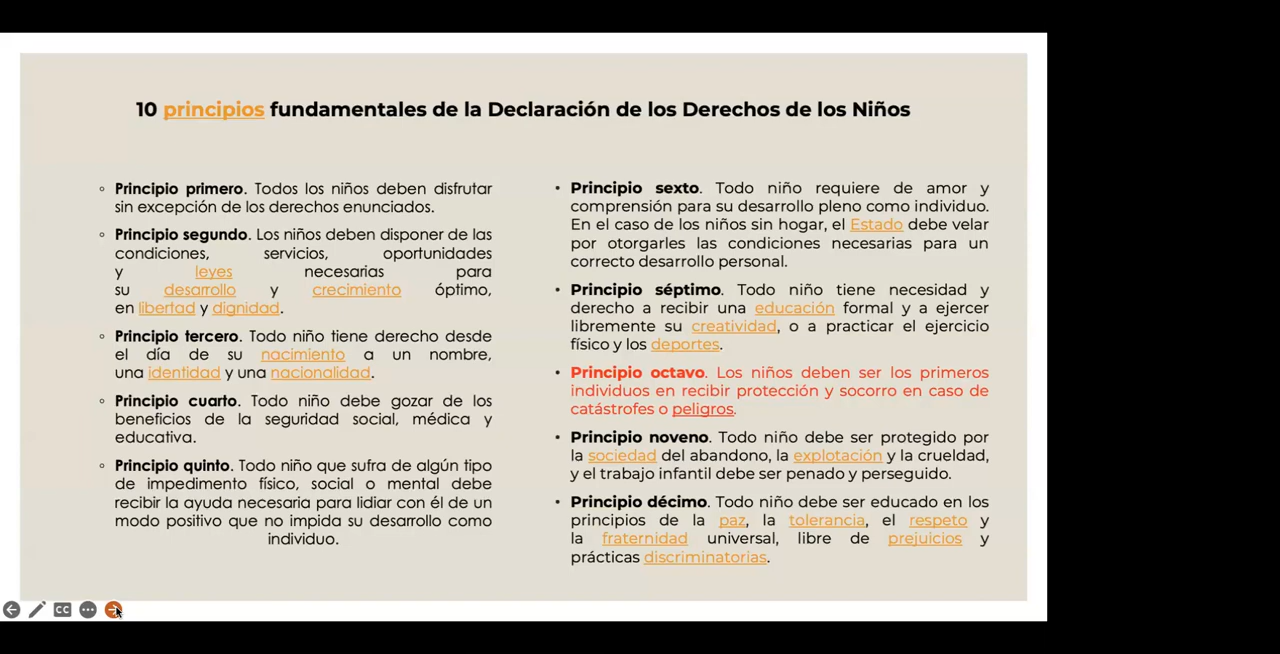 10 principios fundamentales de la Declaración de los Derechos de los Niños
Principio primero. Todos los niños deben disfrutar
sin excepción de los derechos enunciados.
Principio segundo. Los niños deben disponer de las
condiciones, servicios, oportunidades
y leyes necesarias para
su desarrollo y crecimiento óptimo,
en libertad y dignidad.
Principio tercero. Todo niño tiene derecho desde
el día de su nacimiento a un nombre,
una identidad y una nacionalidad.
Principio cuarto. Todo niño debe gozar de los
beneficios de la seguridad social, médica y
educativa.
Principio quinto. Todo niño que sufra de algún tipo
de impedimento físico, social o mental debe
recibir la ayuda necesaria para lidiar con él de un
modo positivo que no impida su desarrollo como
individuo.
Principio sexto. Todo niño requiere de amor y
comprensión para su desarrollo pleno como individuo.
En el caso de los niños sin hogar, el Estado debe velar
por otorgarles las condiciones necesarias para un
correcto desarrollo personal.
Principio séptimo. Todo niño tiene necesidad y
derecho a recibir una educación formal y a ejercer
libremente su creatividad, o a practicar el ejercicio
físico y los deportes.
Principio octavo. Los niños deben ser los primeros
individuos en recibir protección y socorro en caso de
catástrofes o peligros.
Principio noveno. Todo niño debe ser protegido por
la sociedad del abandono, la explotación y la crueldad,
y el trabajo infantil debe ser penado y perseguido.
Principio décimo. Todo niño debe ser educado en los
principios de la paz, la tolerancia, el respeto y
la fraternidad universal, libre de prejuicios y
prácticas discriminatorias.
CC